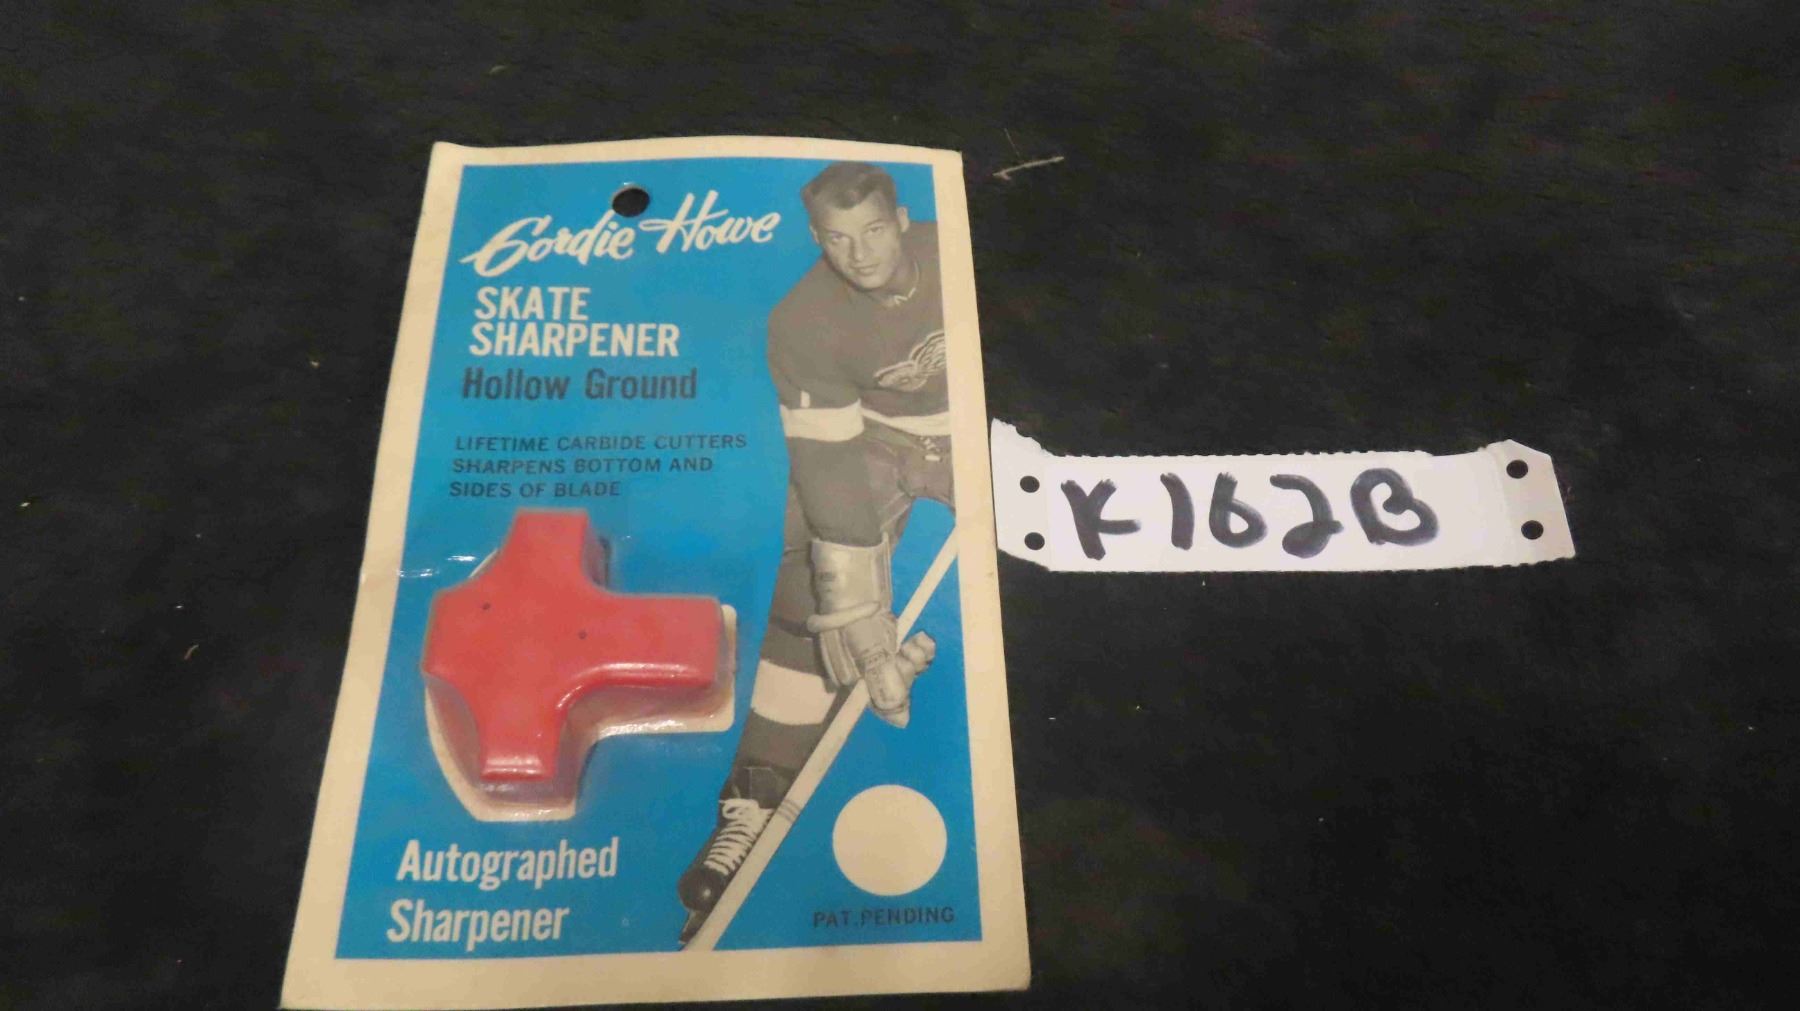 Gordie Howe
SKATE
SHARPENER
Hollow Ground
LIFETIME CARBIDE CUTTERS
SHARPENS BOTTOM AND
SIDES OF BLADE
Autographed
Sharpener
PAT. PENDING
K162B